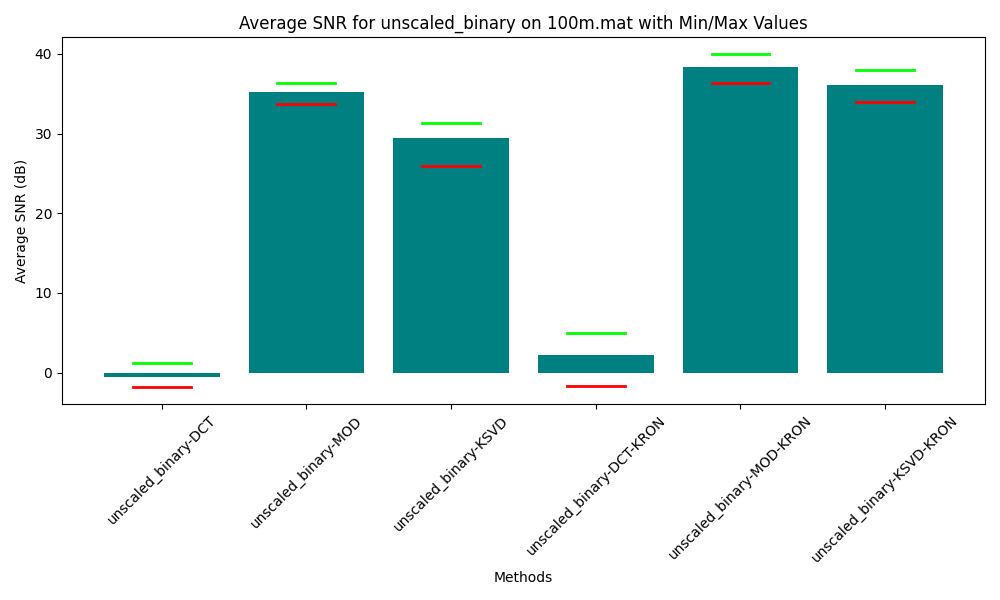 Average SNR for unscaled_binary on 100m.mat with Min/Max Values
40
30
20
10
0
Average SNR (dB)
unscaled_binary-DCT
unscaled_binary-MOD
unscaled_binary-KSVD
unscaled_binary-DCT-KRON
unscaled_binary-MOD-KRON
unscaled_binary-KSVD-KRON
Methods